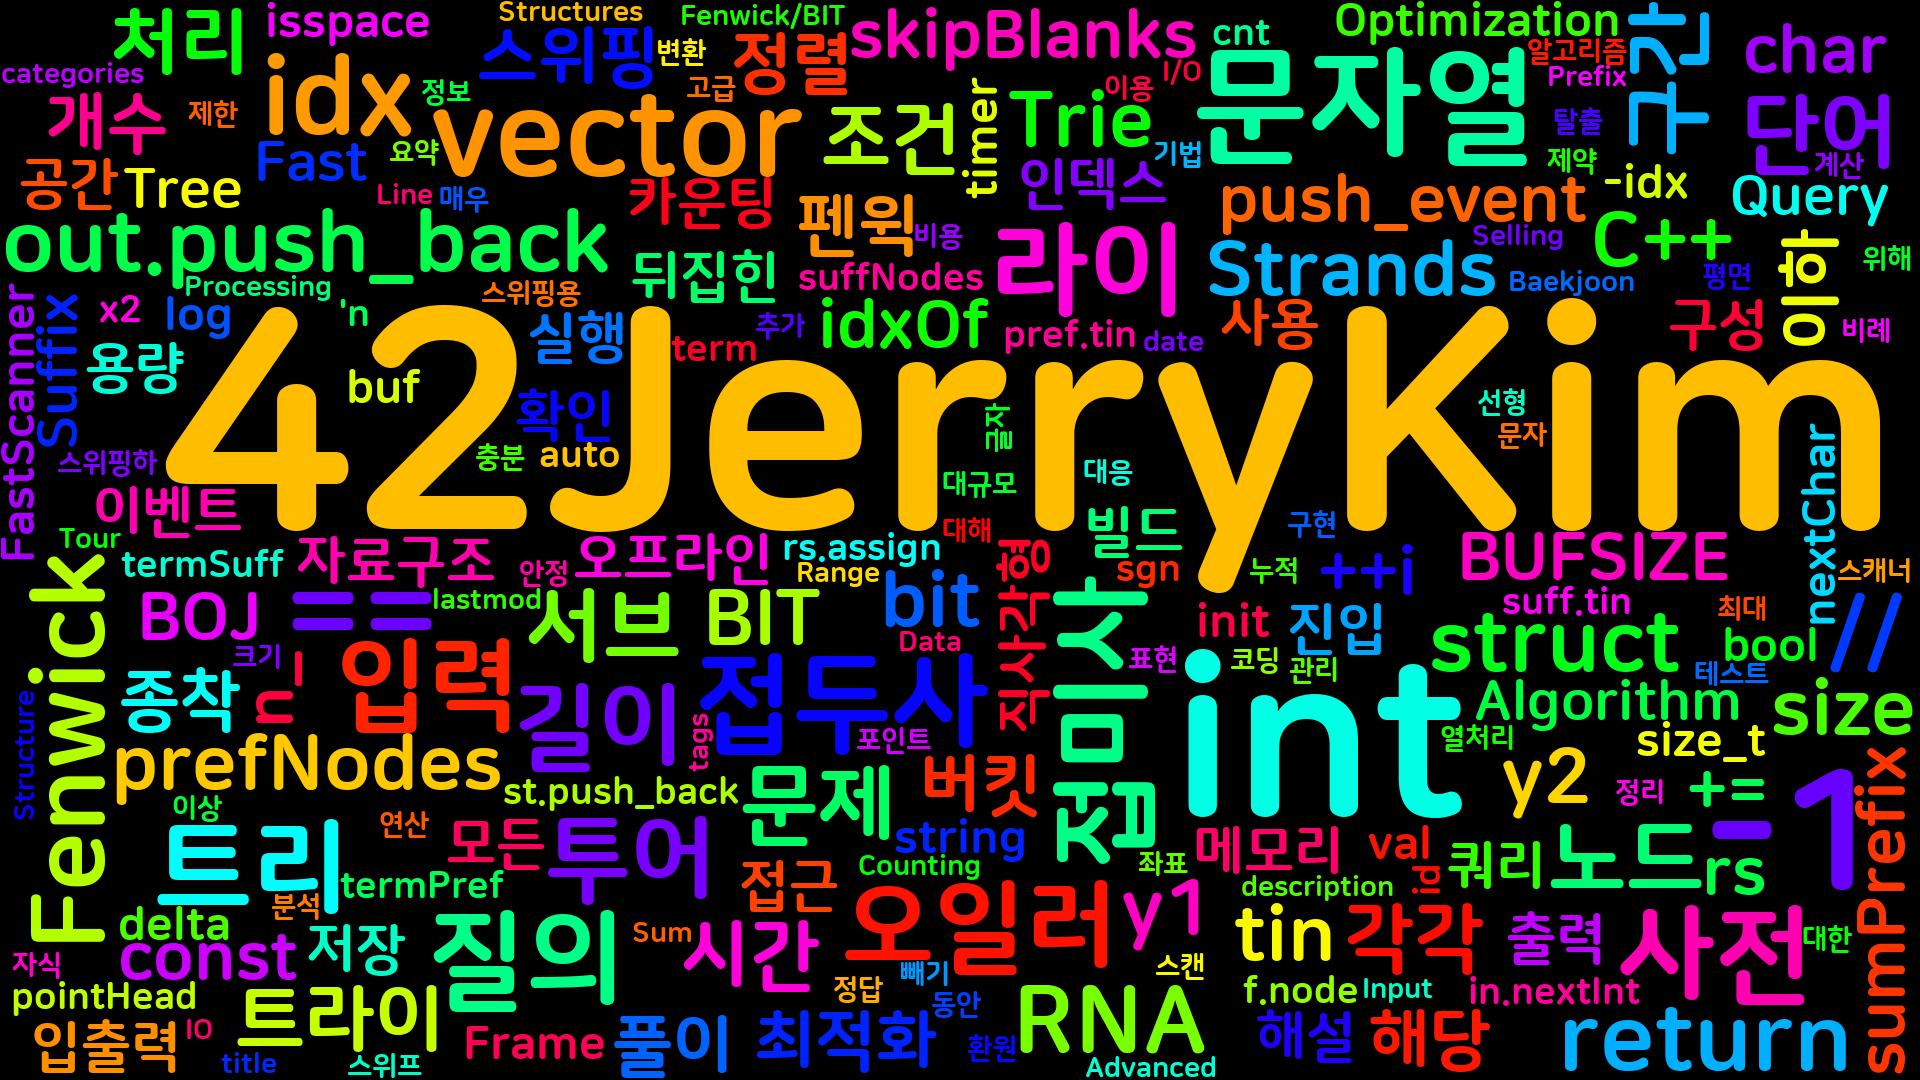 categories
처리
isspace
Structures
스위핑
변환
Fenwick/BIT
정렬
skipBlanks
cnt
Optimization
알고리즘
구간
char
개수
제한
idx
정보
고급
vector
조건
timer
Trie
이용
I/O
기법
문자열
Prefix
탈출
제약
단어
계산
공간
Tree
Fast
요약
Line
매우
카운팅
인덱스
-idx
Query
out.push_back
펜윅
비용
라이
push_event
Selling
C++
이하
위해
Processing
뒤집힌
suffNodes
Strands
Baekjoon
평면
FastScanner
Suffix
x2
log
'n
스위핑용
실행
추가
idxOf
pref.tin
date
사용
구성
비례
용량
buf
term
42JerryKim
확인
auto
충분
글자
선형
문자
스위핑하
대규모
대응
nextChar
이벤트
대해
빌드
구현
Tour
termSuff
자료구조
안정
오프라인
rs.assign
Range
직사각형
sgn
누적
++i
BUFSIZE
스캐너
Fenwick
BOJ
==
lastmod
서브
BIT
bit
Data
접미사
init
진입
suff.tin
최대
struct
bool
//
크기
표현
코딩
관리
테스트
종착
n'
입력
길이
접두사
int
Algorithm
size
Structure
prefNodes
tags
포인트
열처리
size_t
이상
st.push_back
문제
버킷
y2
정리
+=
-1
sumPrefix
트리
연산
모든
투어
string
좌표
메모리
val
쿼리
노드
rs
termPref
접근
Counting
description
id
delta
분석
const
저장
질의
Sum
시간
오일러
y1
tin
각각
출력
사전
대한
자식
pointHead
트라이
정답
빼기
동안
스캔
f.node
Input
in.nextInt
입출력
IO
title
스위프
Frame
풀이
최적화
환원
RNA
Advanced
해설
해당
return